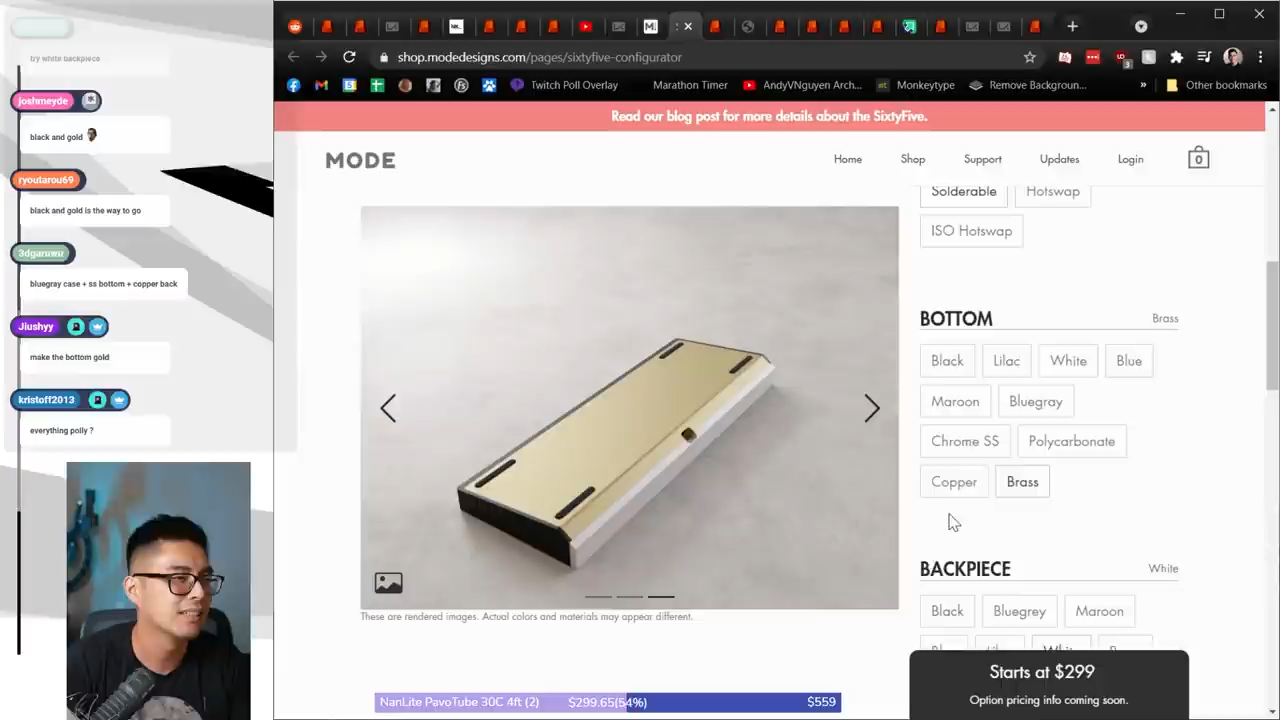 try white backpiece
joshmeyde
black and gold
ryoutarou69
black and gold is the way to go
3dgaruwu
bluegray case + ss bottom + copper back
Jiushyy
make the bottom gold
kristoff2013
everything polly ?
shop.modedesigns.com/pages/sixtyfive-configurator
Twitch Poll Overlay
Marathon Timer
AndyVNguyen Arch...
Monkeytype
Remove Backgroun...
»
Other bookmarks
Read our blog post for more details about the SixtyFive.
MODE
Home
Shop
Support
Updates
Login
0
Solderable
Hotswap
ISO Hotswap
BOTTOM
Brass
Black
Lilac
White
Blue
Maroon
Bluegray
Chrome SS
Polycarbonate
Copper
Brass
BACKPIECE
White
Black
Bluegrey
Maroon
These are rendered images. Actual colors and materials may appear different.
Starts at $299
Option pricing info coming soon.
NanLite PavoTube 30C 4ft (2)
$299.65(54%)
$559